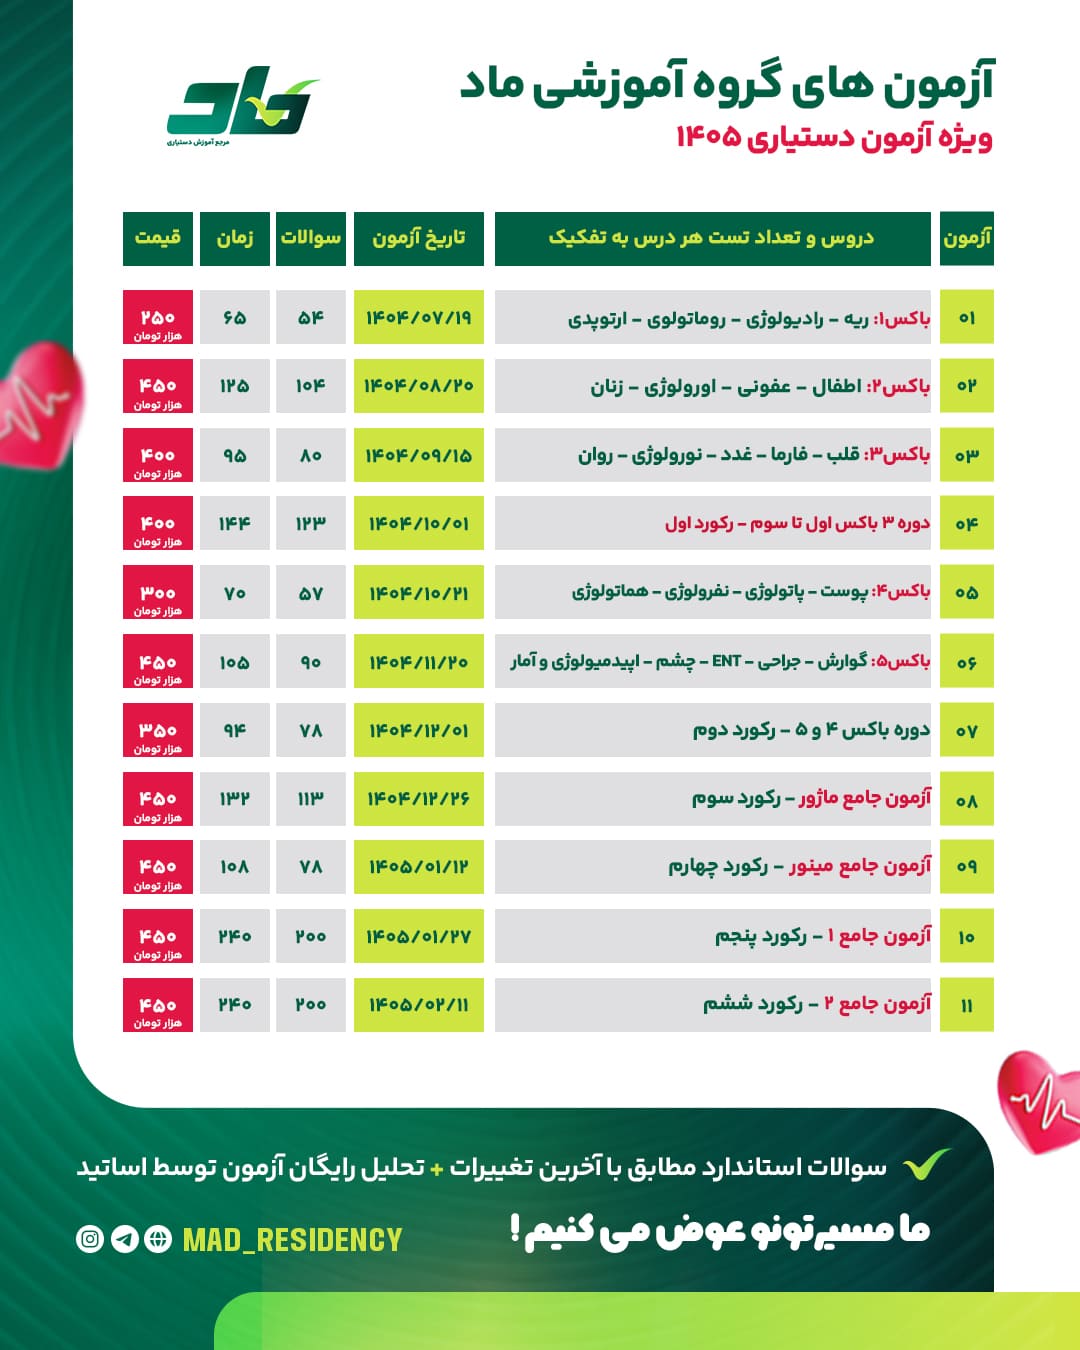 آزمون های گروه آموزشی ماد
ویژه آزمون دستیاری ۱۴۰۵
ماد
مرجع آموزش دستیاری
آزمون دروس و تعداد تست هر درس به تفکیک تاریخ آزمون سوالات زمان قیمت
۰۱ باکس۱: ریه - رادیولوژی - روماتولوی - ارتوپدی ۱۴۰۴/۰۷/۱۹ ۵۴ ۶۵ ۲۵۰ هزار تومان
۰۲ باکس۲: اطفال - عفونی - اورولوژی - زنان ۱۴۰۴/۰۸/۲۰ ۱۰۴ ۱۲۵ ۴۵۰ هزار تومان
۰۳ باکس۳: قلب - فارما - غدد - نورولوژی - روان ۱۴۰۴/۰۹/۱۵ ۸۰ ۹۵ ۴۰۰ هزار تومان
۰۴ دوره ۳ باکس اول تا سوم - رکورد اول ۱۴۰۴/۱۰/۰۱ ۱۲۳ ۱۴۴ ۴۰۰ هزار تومان
۰۵ باکس۴: پوست - پاتولوژی - نفرولوژی - هماتولوژی ۱۴۰۴/۱۰/۲۱ ۵۷ ۷۰ ۳۰۰ هزار تومان
۰۶ باکس۵: گوارش - جراحی - ENT - چشم - اپیدمیولوژی و آمار ۱۴۰۴/۱۱/۲۰ ۹۰ ۱۰۵ ۴۵۰ هزار تومان
۰۷ دوره باکس ۴ و ۵ - رکورد دوم ۱۴۰۴/۱۲/۰۱ ۷۸ ۹۴ ۳۵۰ هزار تومان
۰۸ آزمون جامع ماژور - رکورد سوم ۱۴۰۴/۱۲/۲۶ ۱۱۳ ۱۳۲ ۴۵۰ هزار تومان
۰۹ آزمون جامع مینور - رکورد چهارم ۱۴۰۵/۰۱/۱۲ ۷۸ ۱۰۸ ۴۵۰ هزار تومان
۱۰ آزمون جامع ۱ - رکورد پنجم ۱۴۰۵/۰۱/۲۷ ۲۰۰ ۲۴۰ ۴۵۰ هزار تومان
۱۱ آزمون جامع ۲ - رکورد ششم ۱۴۰۵/۰۲/۱۱ ۲۰۰ ۲۴۰ ۴۵۰ هزار تومان
سوالات استاندارد مطابق با آخرین تغییرات + تحلیل رایگان آزمون توسط اساتید
ما مسیرتونو عوض می کنیم!
MAD_RESIDENCY